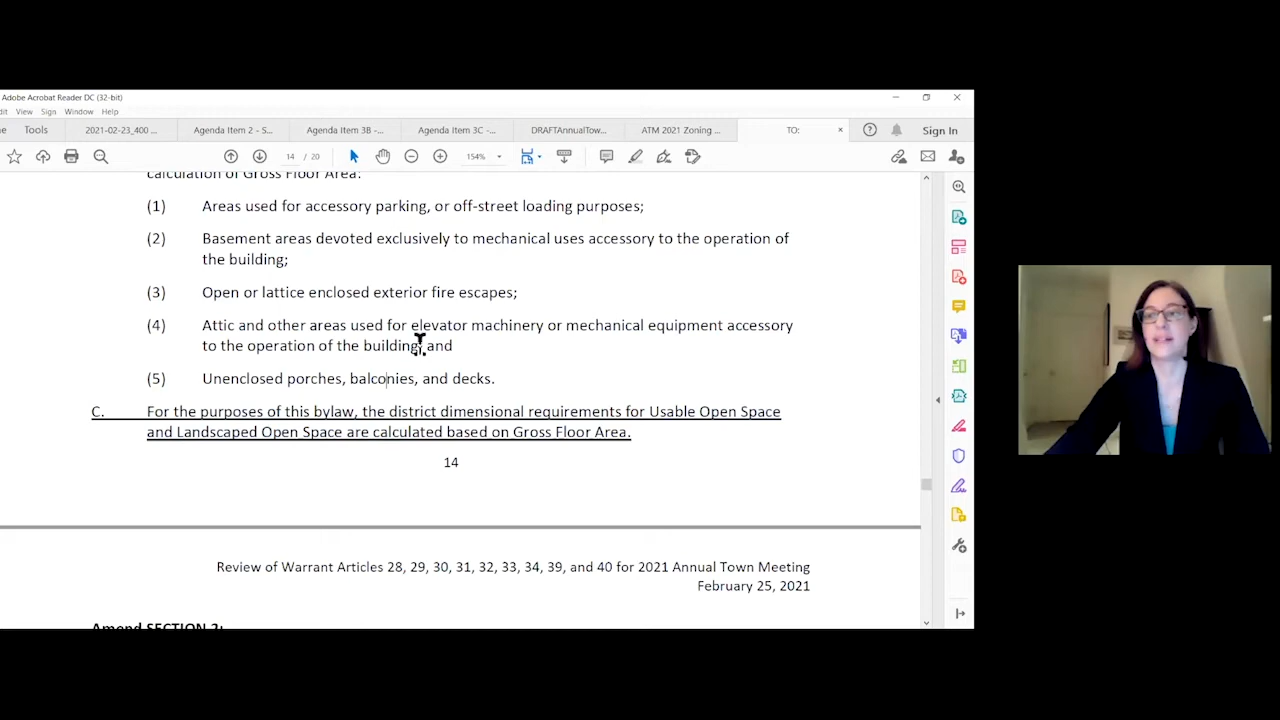 Adobe Acrobat Reader DC (32-bit)
dit View Sign Window Help
Tools 2021-02-23_400 ... Agenda Item 2 - S... Agenda Item 3B -... Agenda Item 3C -... DRAFTAnnualTow... ATM 2021 Zoning ... TO: × Sign In
14 / 20 154%
calculation of Gross Floor Area:
(1) Areas used for accessory parking, or off-street loading purposes;
(2) Basement areas devoted exclusively to mechanical uses accessory to the operation of
the building;
(3) Open or lattice enclosed exterior fire escapes;
(4) Attic and other areas used for elevator machinery or mechanical equipment accessory
to the operation of the building; and
(5) Unenclosed porches, balconies, and decks.
C. For the purposes of this bylaw, the district dimensional requirements for Usable Open Space
and Landscaped Open Space are calculated based on Gross Floor Area.
14
Review of Warrant Articles 28, 29, 30, 31, 32, 33, 34, 39, and 40 for 2021 Annual Town Meeting
February 25, 2021
Amend SECTION 2: